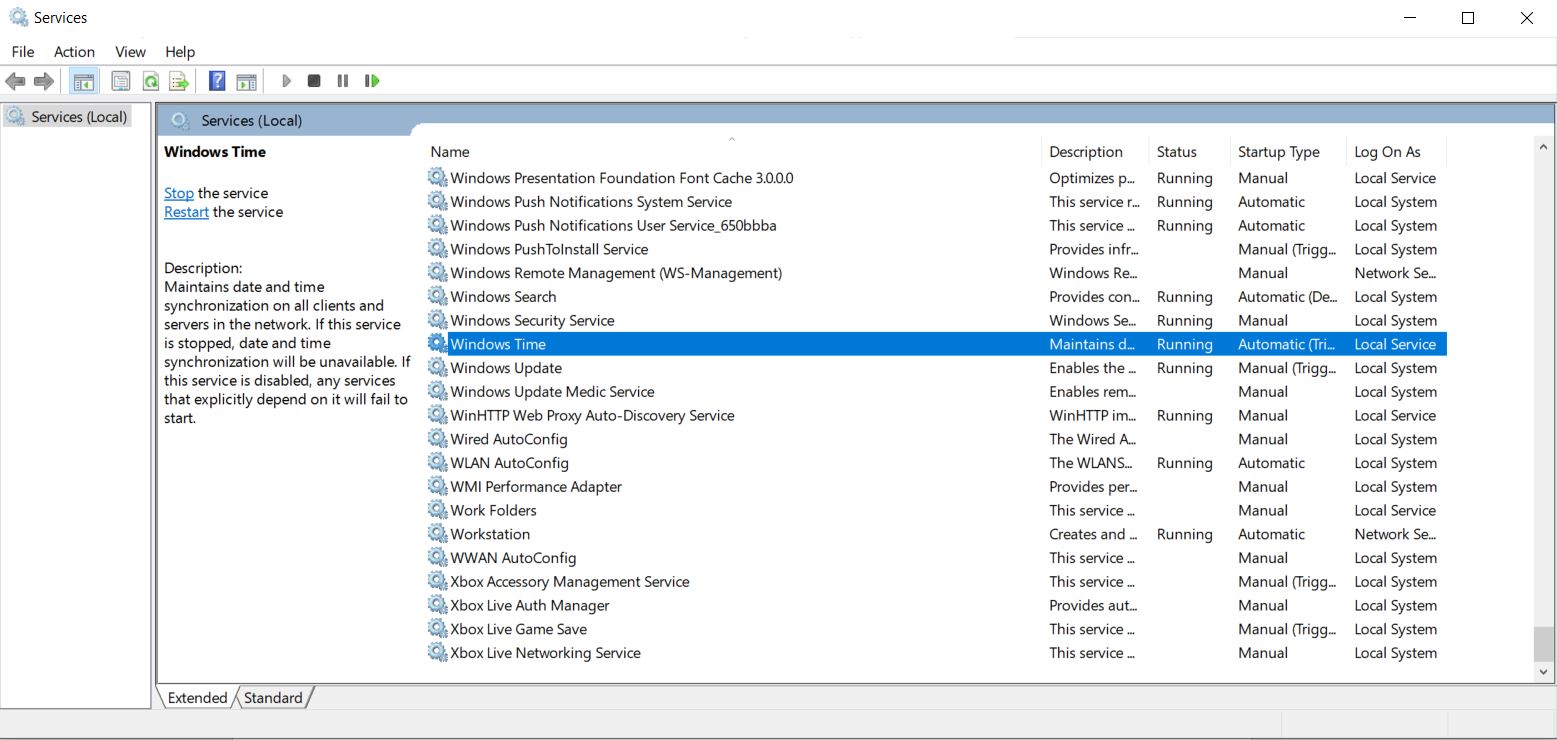 Services
File Action View Help
Services (Local)
Services (Local)
Windows Time
Stop the service
Restart the service
Description:
Maintains date and time
synchronization on all clients and
servers in the network. If this service
is stopped, date and time
synchronization will be unavailable. If
this service is disabled, any services
that explicitly depend on it will fail to
start.
Name Description Status Startup Type Log On As
Windows Presentation Foundation Font Cache 3.0.0.0 Optimizes p... Running Manual Local Service
Windows Push Notifications System Service This service r... Running Automatic Local System
Windows Push Notifications User Service_650bbba This service ... Running Automatic Local System
Windows PushToInstall Service Provides infr... Manual (Trigg... Local System
Windows Remote Management (WS-Management) Windows Re... Manual Network Se...
Windows Search Provides con... Running Automatic (De... Local System
Windows Security Service Windows Se... Running Manual Local System
Windows Time Maintains d... Running Automatic (Tri... Local Service
Windows Update Enables the ... Running Manual (Trigg... Local System
Windows Update Medic Service Enables rem... Manual Local System
WinHTTP Web Proxy Auto-Discovery Service WinHTTP im... Running Manual Local Service
Wired AutoConfig The Wired A... Manual Local System
WLAN AutoConfig The WLANS... Running Automatic Local System
WMI Performance Adapter Provides per... Manual Local System
Work Folders This service ... Manual Local Service
Workstation Creates and ... Running Automatic Network Se...
WWAN AutoConfig This service ... Manual Local System
Xbox Accessory Management Service This service ... Manual (Trigg... Local System
Xbox Live Auth Manager Provides aut... Manual Local System
Xbox Live Game Save This service ... Manual (Trigg... Local System
Xbox Live Networking Service This service ... Manual Local System
Extended Standard